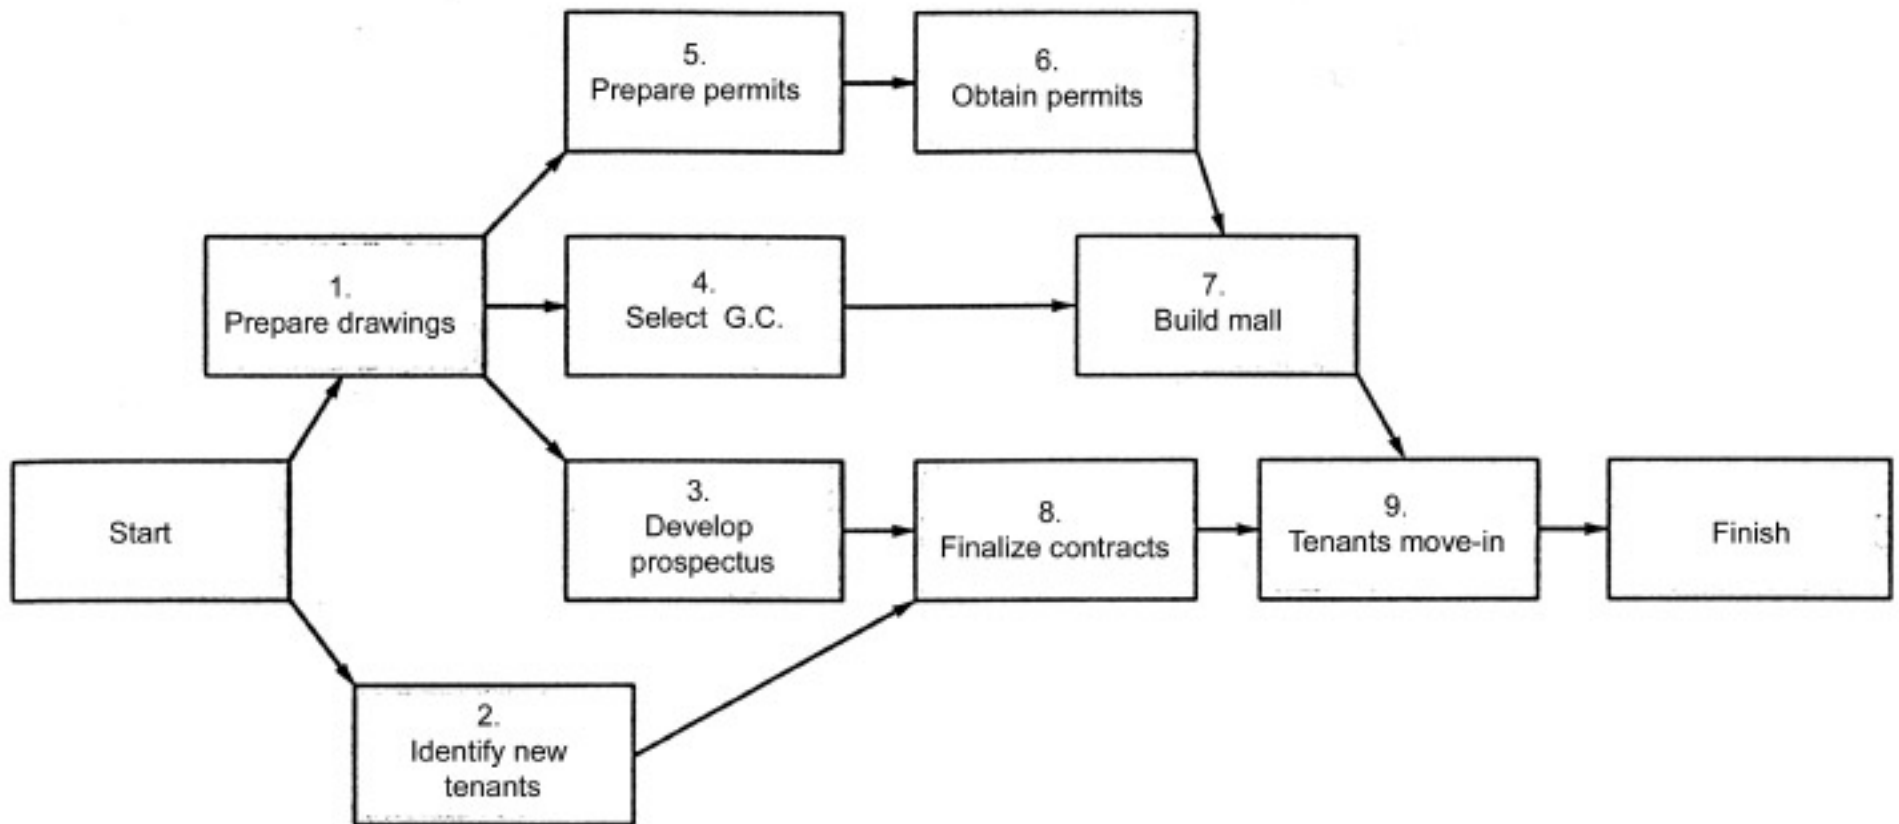 5.
Prepare permits
6.
Obtain permits
1.
Prepare drawings
4.
Select G.C.
7.
Build mall
Start
3.
Develop
prospectus
8.
Finalize contracts
9.
Tenants move-in
Finish
2.
Identify new
tenants